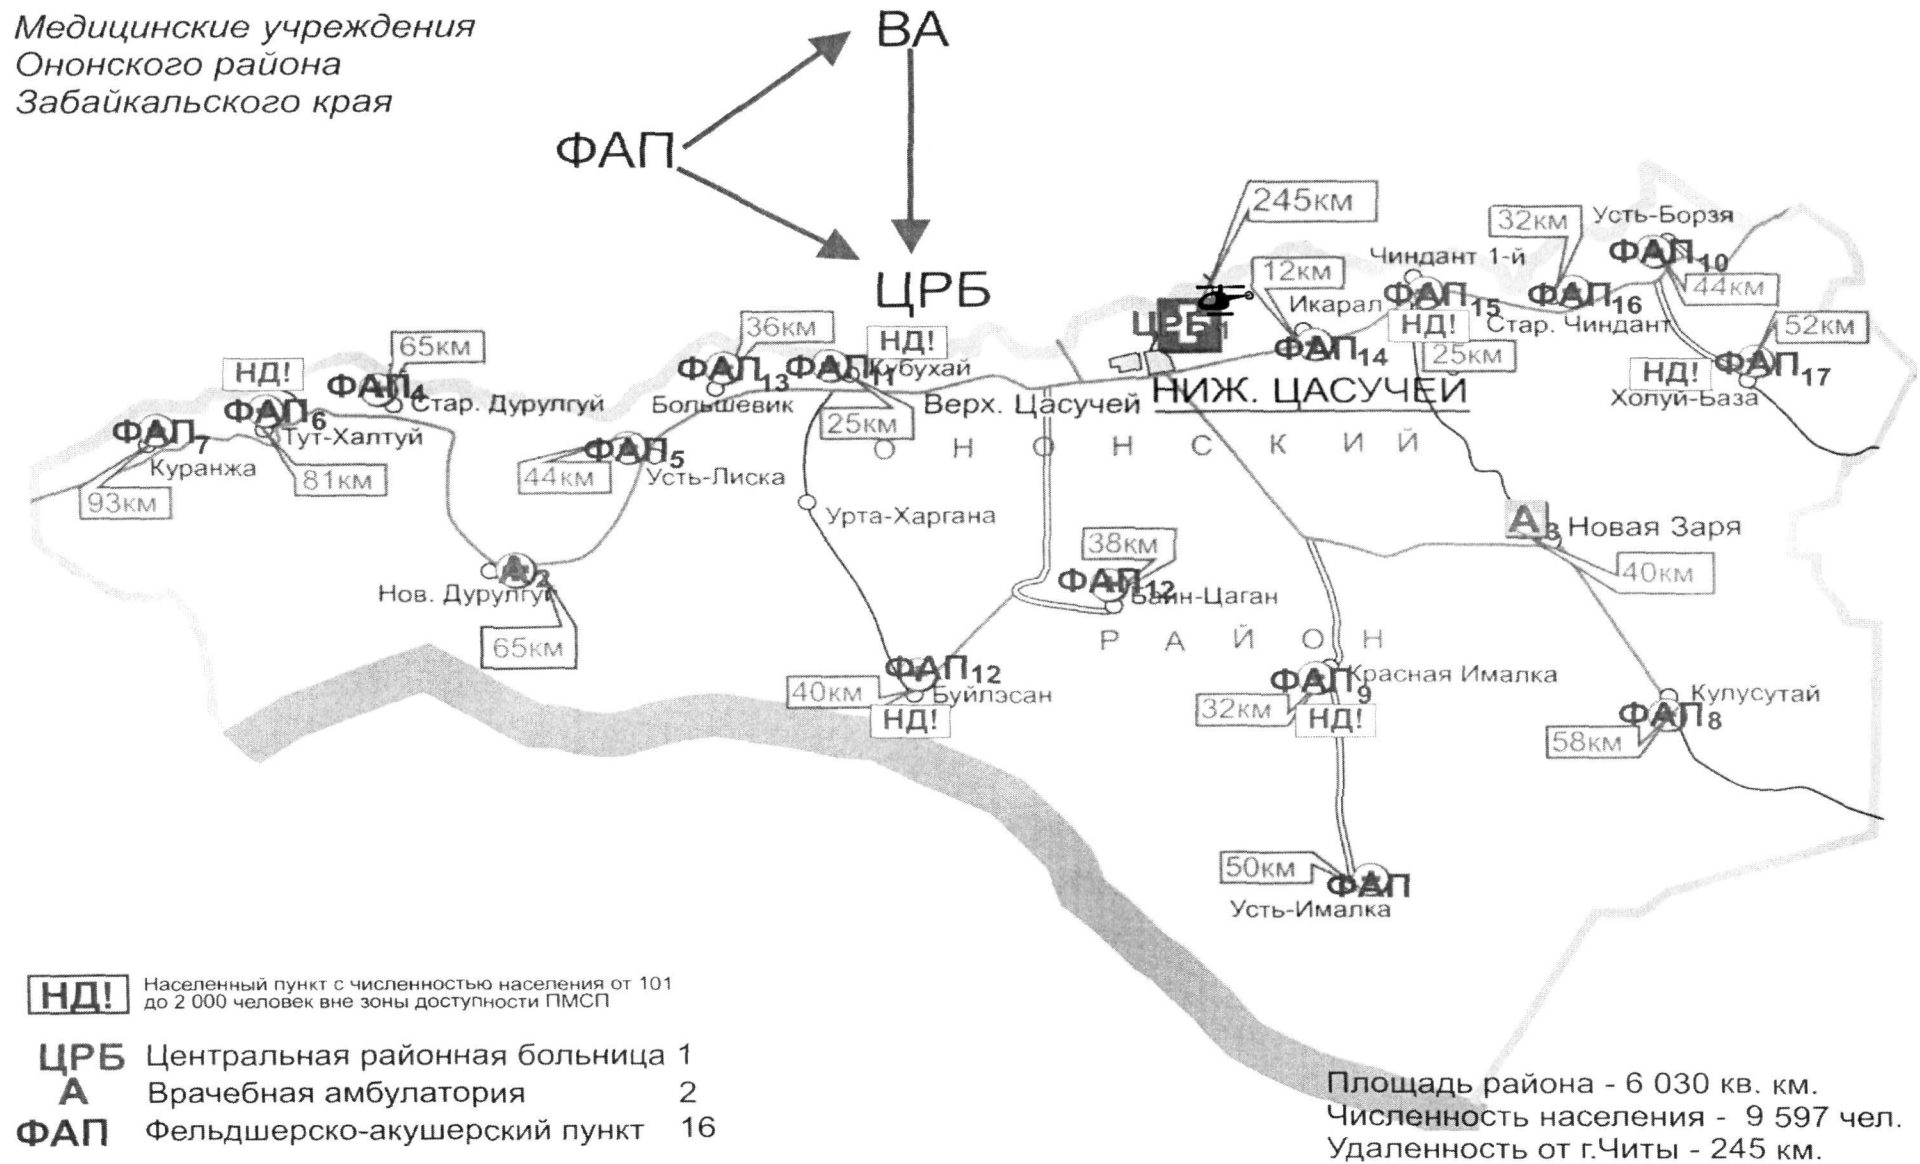 Медицинские учреждения
Ононского района
Забайкальского края
ВА
ФАП
ЦРБ
245км
12км
32км
Усть-Борзя
ФАП10
44км
Чиндант 1-й
Икарал
ФАП15
ФАП16
НД!
Стар. Чиндант
25км
52км
ФАП17
НД!
Холуй-База
ЦРБ1
ФАП14
НИЖ. ЦАСУЧЕЙ
36км
НД!
ФАП13
ФАП11
Кубухай
Большевик
25км
Верх. Цасучей
65км
НД!
ФАП4
Стар. Дурулгуй
ФАП6
Тут-Халтуй
ФАП7
Куранжа
81км
93км
ФАП5
44км
Усть-Лиска
ОНОНСКИЙ
Урта-Харгана
А3
Новая Заря
40км
38км
ФАП12
Баин-Цаган
А2
Нов. Дурулгуй
65км
РАЙОН
ФАП12
40км
Буйлэсан
НД!
ФАП9
Красная Ималка
32км
НД!
Кулусутай
ФАП8
58км
50км
ФАП
Усть-Ималка
НД! Населенный пункт с численностью населения от 101
до 2 000 человек вне зоны доступности ПМСП
ЦРБ Центральная районная больница 1
А Врачебная амбулатория 2
ФАП Фельдшерско-акушерский пункт 16
Площадь района - 6 030 кв. км.
Численность населения - 9 597 чел.
Удаленность от г.Читы - 245 км.